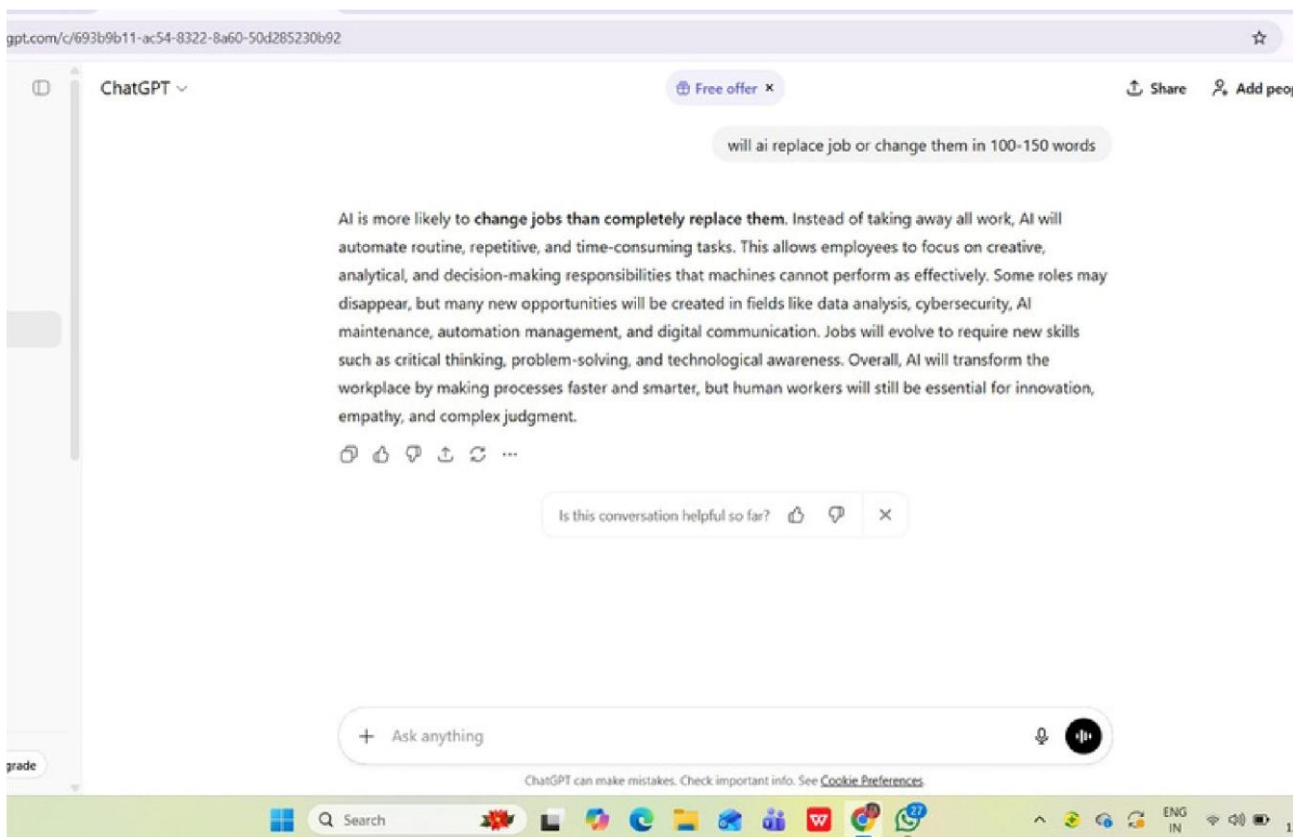 gpt.com/c/693b9b11-ac54-8322-8a60-50d285230b92
ChatGPT
Free offer
Share
Add
will ai replace job or change them in 100-150 words
AI is more likely to change jobs than completely replace them. Instead of taking away all work, AI will
automate routine, repetitive, and time-consuming tasks. This allows employees to focus on creative,
analytical, and decision-making responsibilities that machines cannot perform as effectively. Some roles may
disappear, but many new opportunities will be created in fields like data analysis, cybersecurity, AI
maintenance, automation management, and digital communication. Jobs will evolve to require new skills
such as critical thinking, problem-solving, and technological awareness. Overall, AI will transform the
workplace by making processes faster and smarter, but human workers will still be essential for innovation,
empathy, and complex judgment.
Is this conversation helpful so far?
Ask anything
grade
ChatGPT can make mistakes. Check important info. See Cookie Preferences.
Search
W
27
ENG
IN